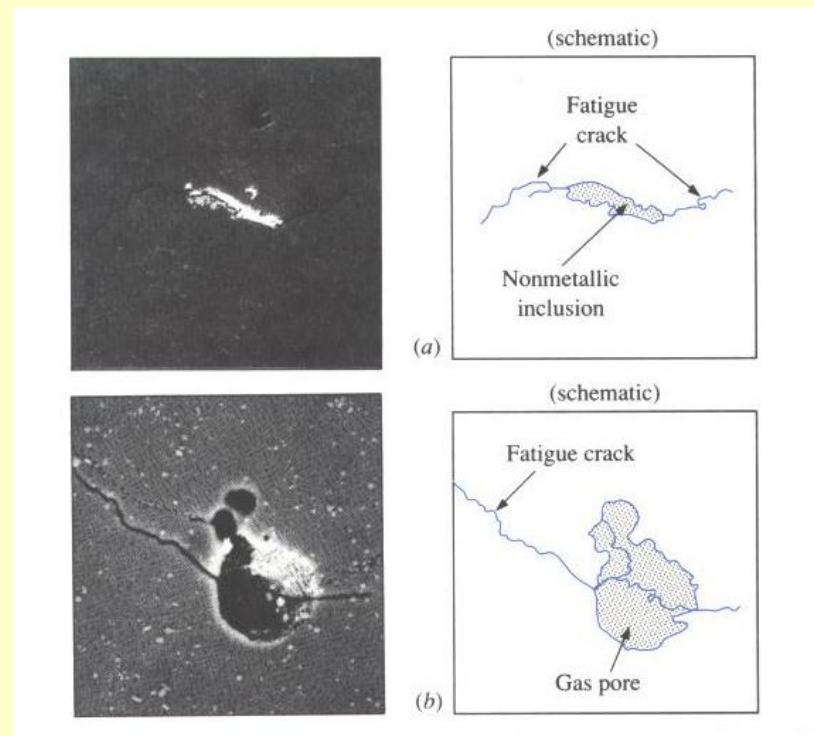 (schematic)
Fatigue
crack
Nonmetallic
inclusion
(a)
(schematic)
Fatigue crack
Gas pore
(b)